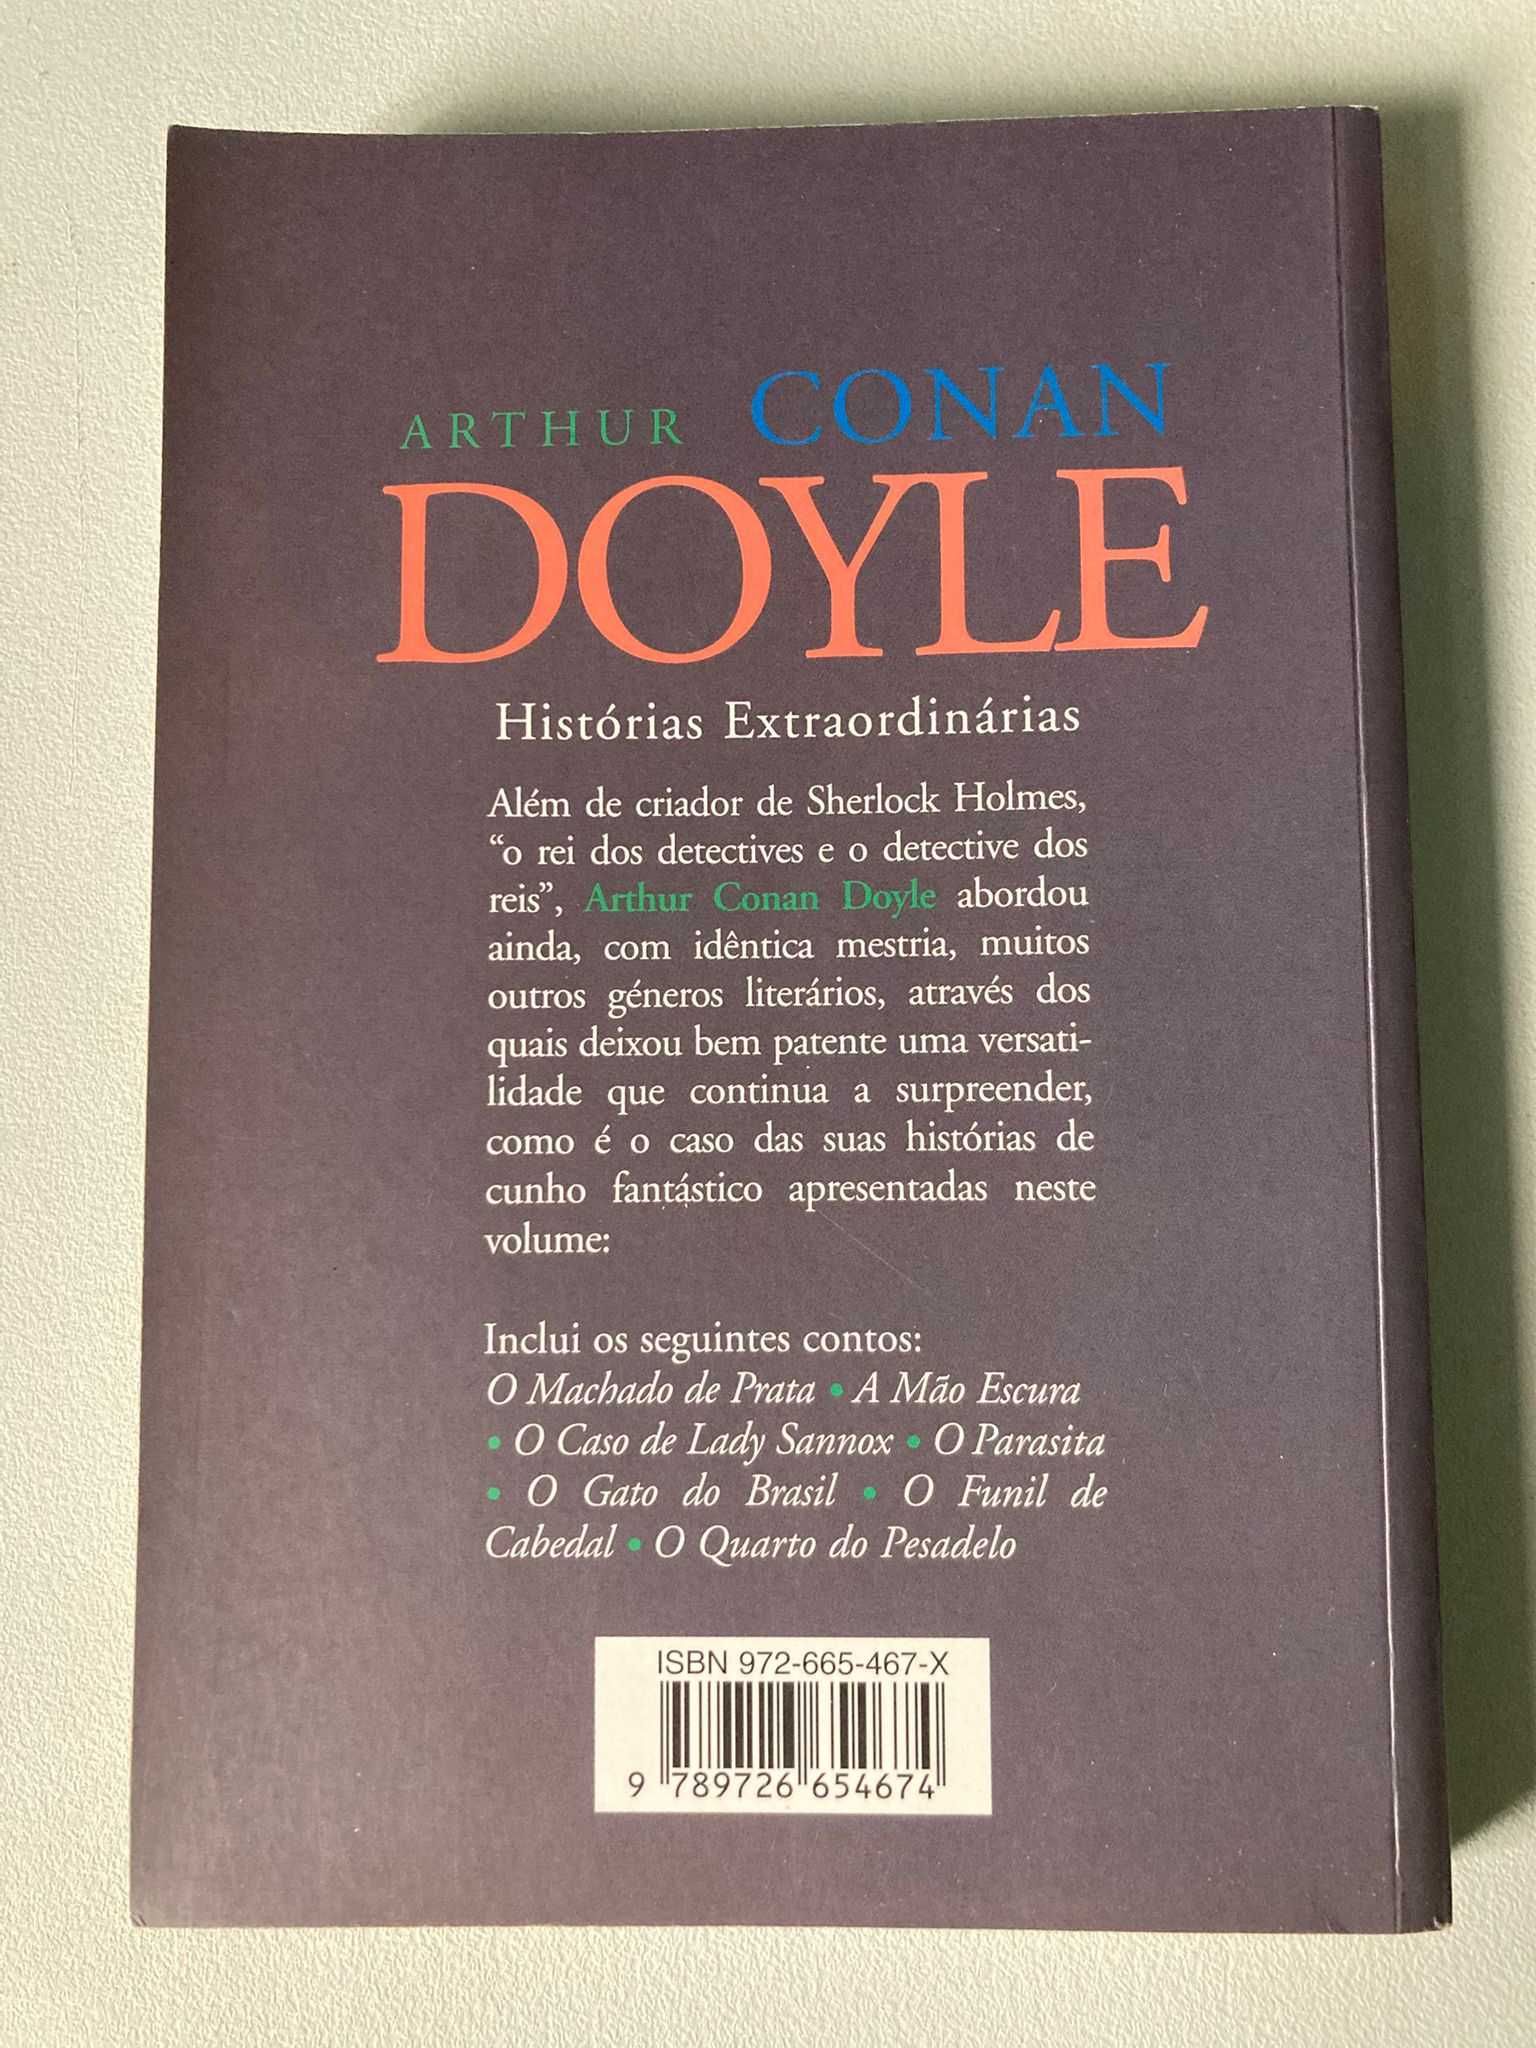 ARTHUR CONAN
DOYLE
Histórias Extraordinárias
Além de criador de Sherlock Holmes,
“o rei dos detectives e o detective dos
reis”, Arthur Conan Doyle abordou
ainda, com idêntica mestria, muitos
outros géneros literários, através dos
quais deixou bem patente uma versati-
lidade que continua a surpreender,
como é o caso das suas histórias de
cunho fantástico apresentadas neste
volume:
Inclui os seguintes contos:
O Machado de Prata • A Mão Escura
• O Caso de Lady Sannox • O Parasita
• O Gato do Brasil • O Funil de
Cabedal • O Quarto do Pesadelo
ISBN 972-665-467-X
9 789726 654674